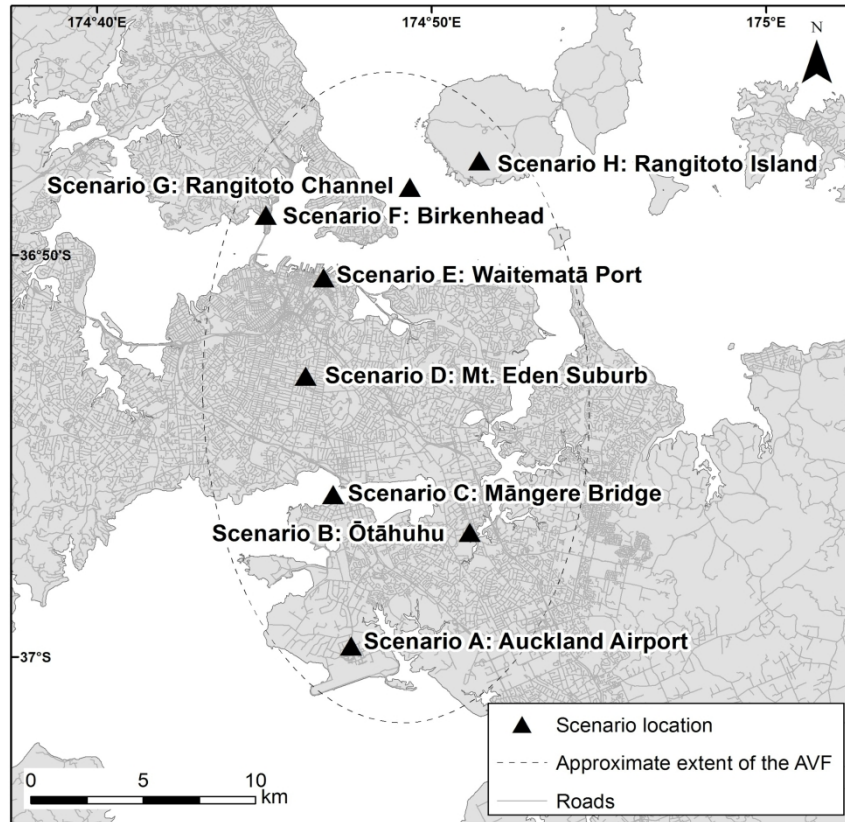 174°40'E 174°50'E 175°E
N
Scenario H: Rangitoto Island
Scenario G: Rangitoto Channel
Scenario F: Birkenhead
36°50'S
Scenario E: Waitematā Port
Scenario D: Mt. Eden Suburb
Scenario C: Māngere Bridge
Scenario B: Ōtāhuhu
Scenario A: Auckland Airport
37°S
Scenario location
Approximate extent of the AVF
Roads
0 5 10
km